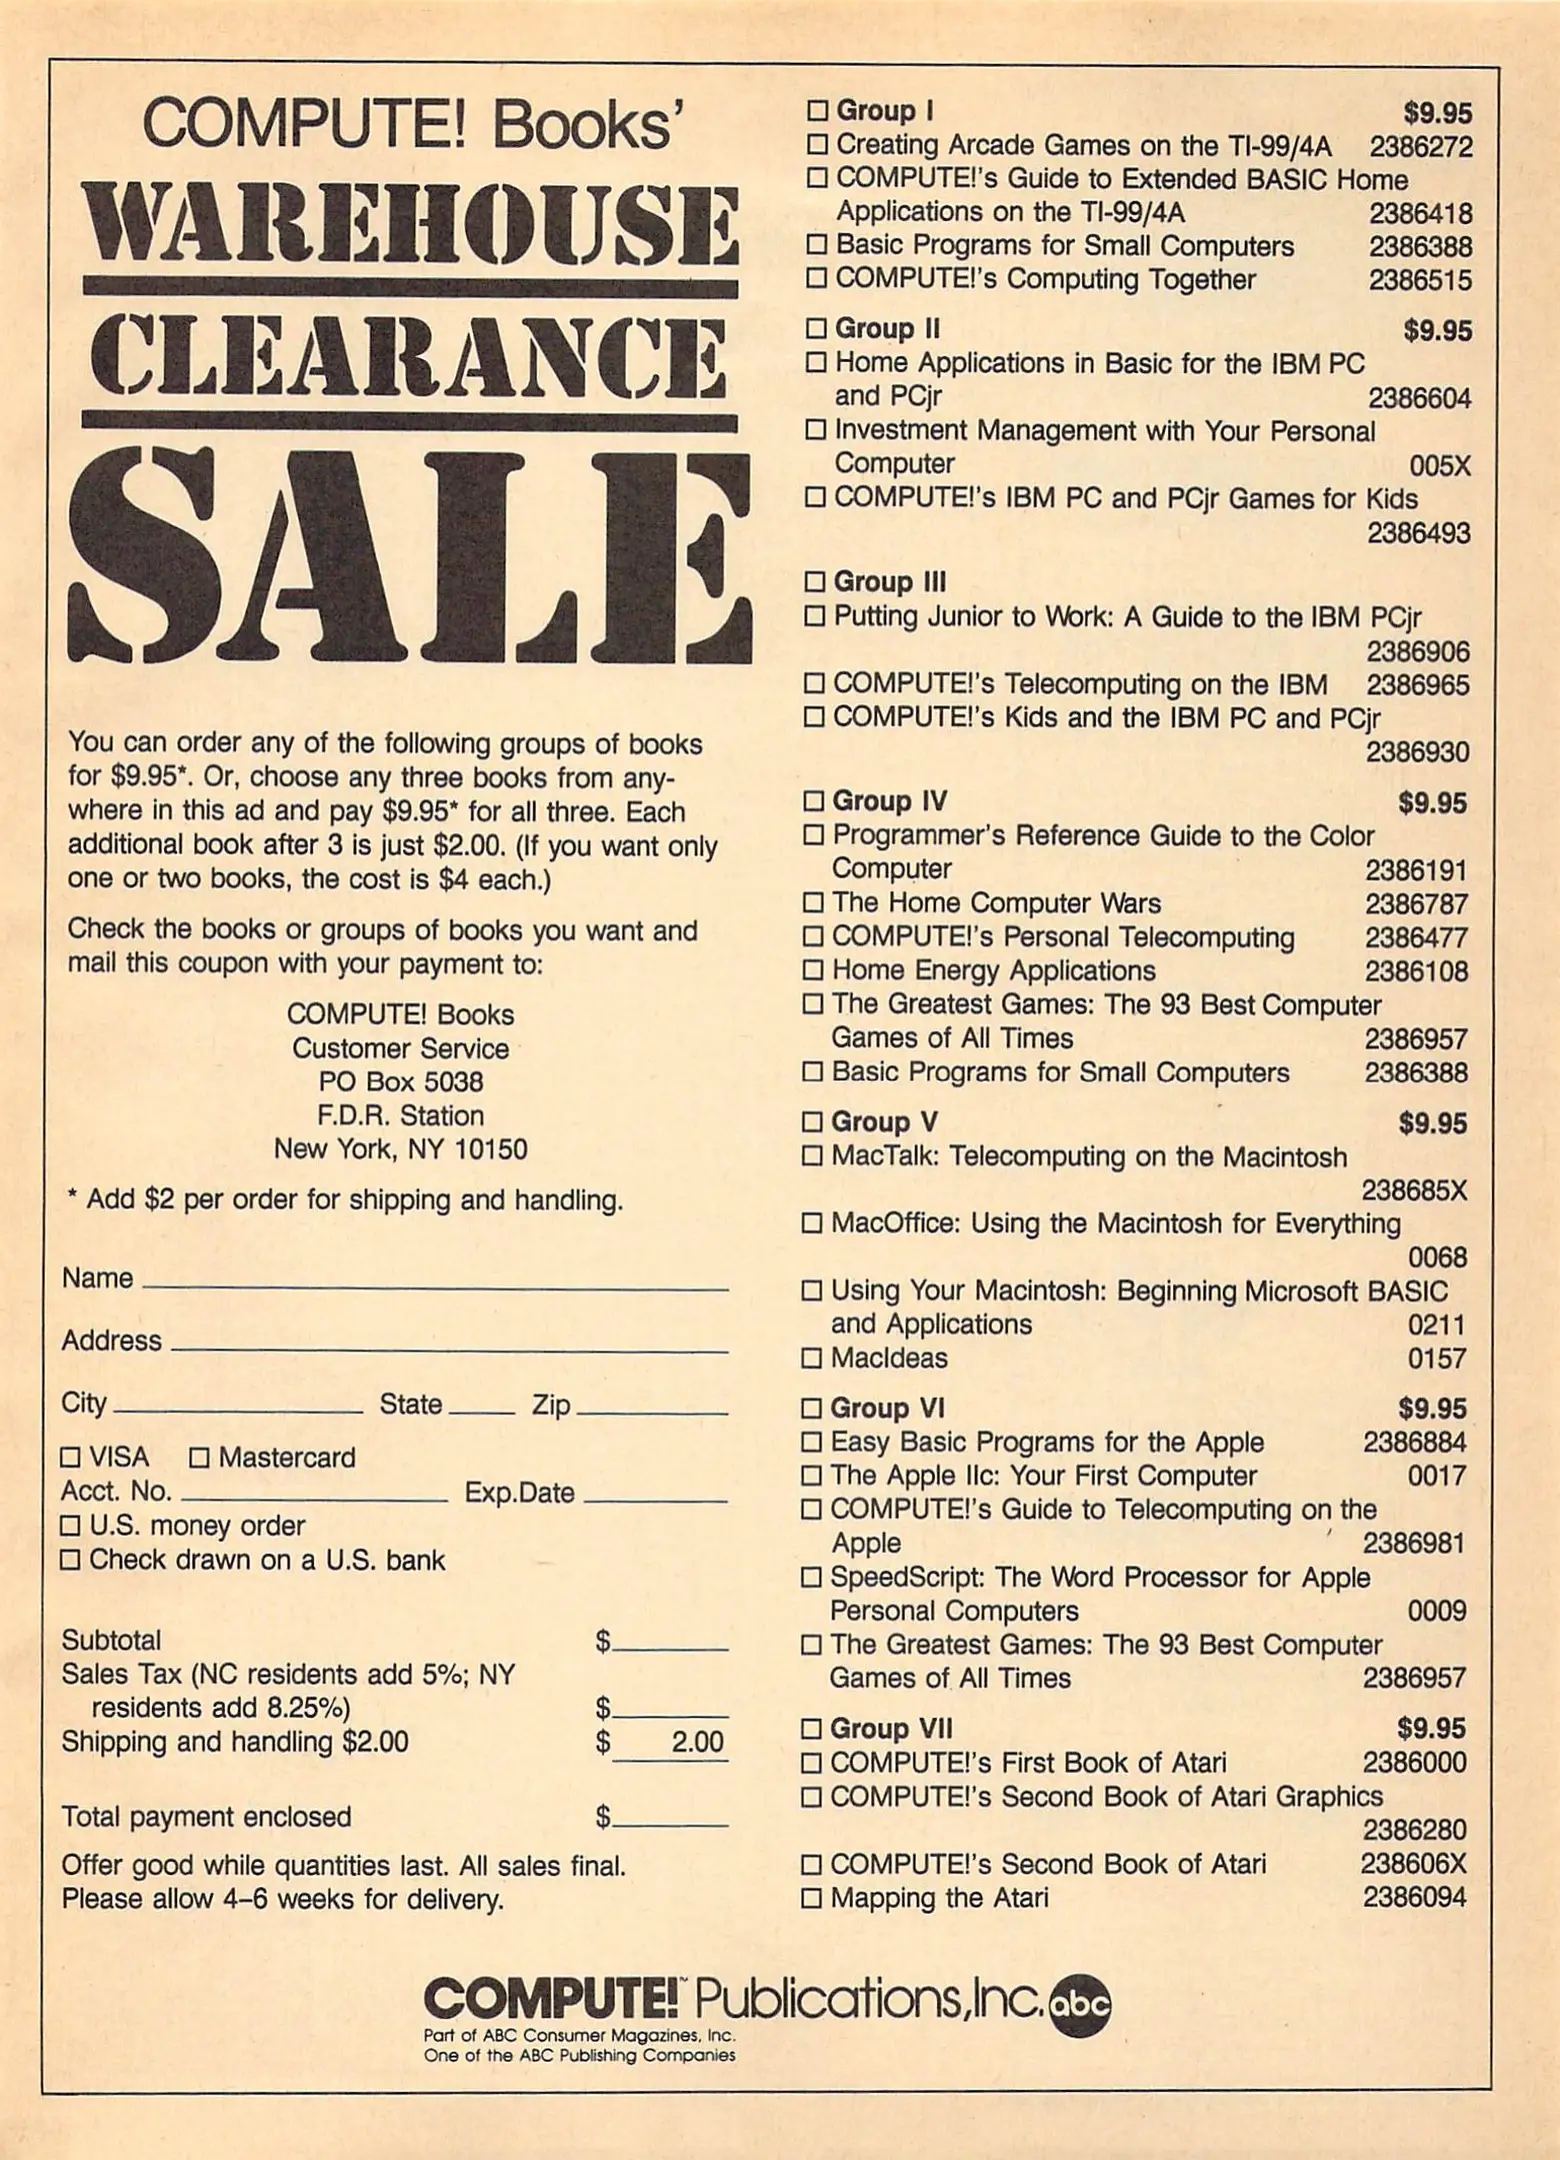 COMPUTE! Books'
WAREHOUSE
CLEARANCE
SALE
You can order any of the following groups of books
for $9.95*. Or, choose any three books from any-
where in this ad and pay $9.95* for all three. Each
additional book after 3 is just $2.00. (If you want only
one or two books, the cost is $4 each.)
Check the books or groups of books you want and
mail this coupon with your payment to:
COMPUTE! Books
Customer Service
PO Box 5038
F.D.R. Station
New York, NY 10150
* Add $2 per order for shipping and handling.
Name
Address
City State Zip
☐ VISA ☐ Mastercard
Acct. No. Exp.Date
☐ U.S. money order
☐ Check drawn on a U.S. bank
Subtotal $
Sales Tax (NC residents add 5%; NY
residents add 8.25%) $
Shipping and handling $2.00 $ 2.00
Total payment enclosed $
Offer good while quantities last. All sales final.
Please allow 4–6 weeks for delivery.
☐ Group I $9.95
☐ Creating Arcade Games on the TI-99/4A 2386272
☐ COMPUTE!'s Guide to Extended BASIC Home
Applications on the TI-99/4A 2386418
☐ Basic Programs for Small Computers 2386388
☐ COMPUTE!'s Computing Together 2386515
☐ Group II $9.95
☐ Home Applications in Basic for the IBM PC
and PCjr 2386604
☐ Investment Management with Your Personal
Computer 005X
☐ COMPUTE!'s IBM PC and PCjr Games for Kids
2386493
☐ Group III
☐ Putting Junior to Work: A Guide to the IBM PCjr
2386906
☐ COMPUTE!'s Telecomputing on the IBM 2386965
☐ COMPUTE!'s Kids and the IBM PC and PCjr
2386930
☐ Group IV $9.95
☐ Programmer's Reference Guide to the Color
Computer 2386191
☐ The Home Computer Wars 2386787
☐ COMPUTE!'s Personal Telecomputing 2386477
☐ Home Energy Applications 2386108
☐ The Greatest Games: The 93 Best Computer
Games of All Times 2386957
☐ Basic Programs for Small Computers 2386388
☐ Group V $9.95
☐ MacTalk: Telecomputing on the Macintosh
238685X
☐ MacOffice: Using the Macintosh for Everything
0068
☐ Using Your Macintosh: Beginning Microsoft BASIC
and Applications 0211
☐ MacIdeas 0157
☐ Group VI $9.95
☐ Easy Basic Programs for the Apple 2386884
☐ The Apple IIc: Your First Computer 0017
☐ COMPUTE!'s Guide to Telecomputing on the
Apple 2386981
☐ SpeedScript: The Word Processor for Apple
Personal Computers 0009
☐ The Greatest Games: The 93 Best Computer
Games of All Times 2386957
☐ Group VII $9.95
☐ COMPUTE!'s First Book of Atari 2386000
☐ COMPUTE!'s Second Book of Atari Graphics
2386280
☐ COMPUTE!'s Second Book of Atari 238606X
☐ Mapping the Atari 2386094
COMPUTE!™ Publications,Inc. abc
Part of ABC Consumer Magazines, Inc.
One of the ABC Publishing Companies